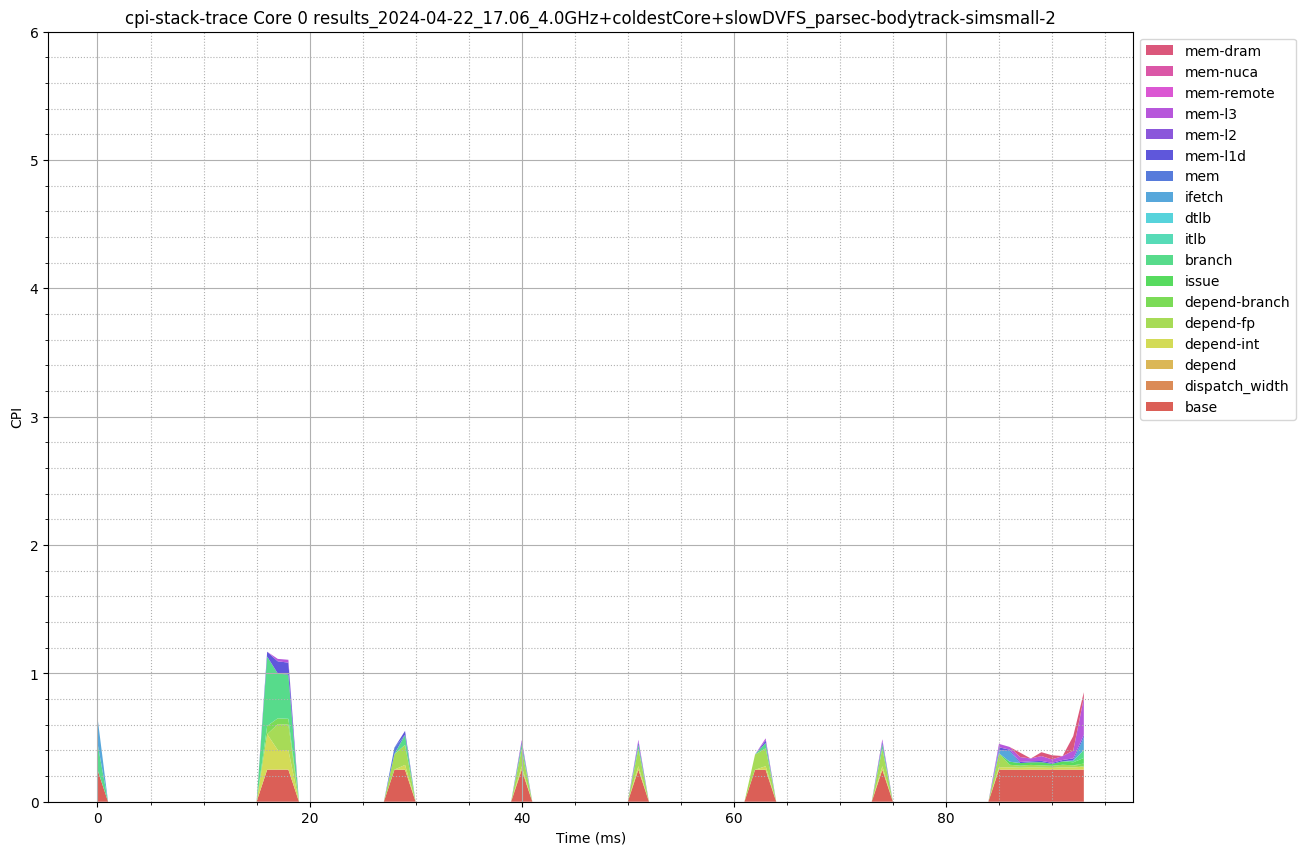 cpi-stack-trace Core 0 results_2024-04-22_17.06_4.0GHz+coldestCore+slowDVFS_parsec-bodytrack-simsmall-2
6
5
4
3
2
1
0
CPI
0 20 40 60 80
Time (ms)
mem-dram
mem-nuca
mem-remote
mem-l3
mem-l2
mem-l1d
mem
ifetch
dtlb
itlb
branch
issue
depend-branch
depend-fp
depend-int
depend
dispatch_width
base